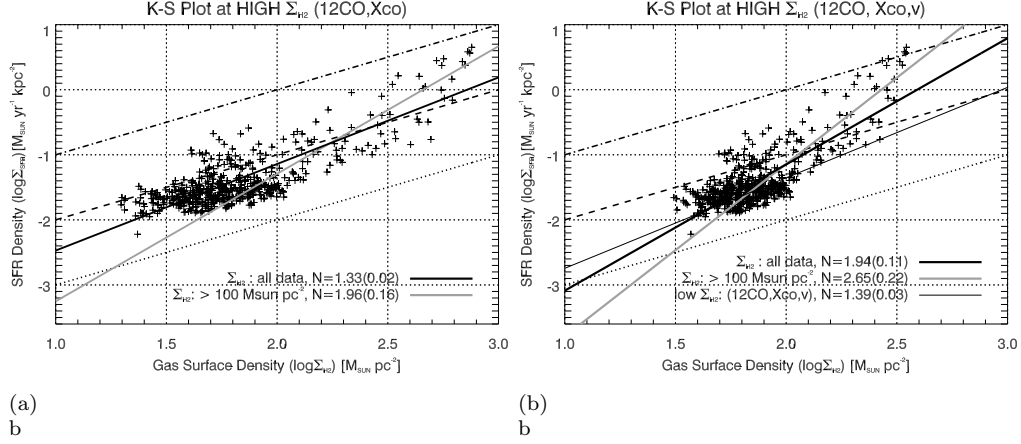 K-S Plot at HIGH Σ_H2 (12CO,Xco)
SFR Density (logΣ_SFR)[M_SUN yr⁻¹ kpc⁻²]
1
0
-1
-2
-3
Σ_H2 : all data, N=1.33(0.02)
Σ_H2: > 100 Msun pc⁻², N=1.96(0.16)
1.0 1.5 2.0 2.5 3.0
Gas Surface Density (logΣ_H2) [M_SUN pc⁻²]
(a)
b
K-S Plot at HIGH Σ_H2 (12CO, Xco,v)
SFR Density (logΣ_SFR)[M_SUN yr⁻¹ kpc⁻²]
1
0
-1
-2
-3
Σ_H2 : all data, N=1.94(0.11)
Σ_H2: > 100 Msun pc⁻², N=2.65(0.22)
low Σ_H2: (12CO,Xco,v), N=1.39(0.03)
1.0 1.5 2.0 2.5 3.0
Gas Surface Density (logΣ_H2) [M_SUN pc⁻²]
(b)
b